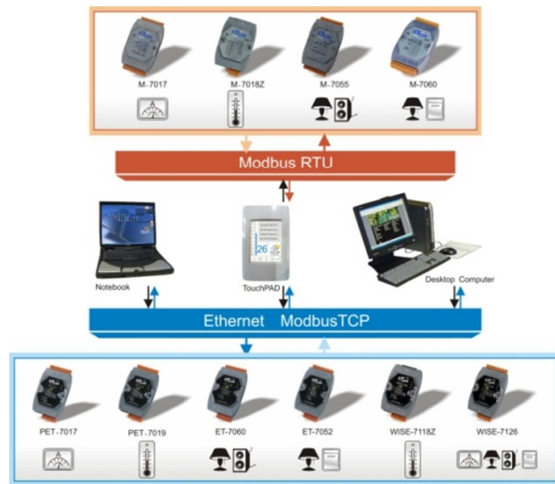 M-7017 M-7018Z M-7055 M-7060
Modbus RTU
Notebook TouchPAD Desktop Computer
26
Ethernet ModbusTCP
PET-7017 PET-7019 ET-7060 ET-7052 WISE-7118Z WISE-7126